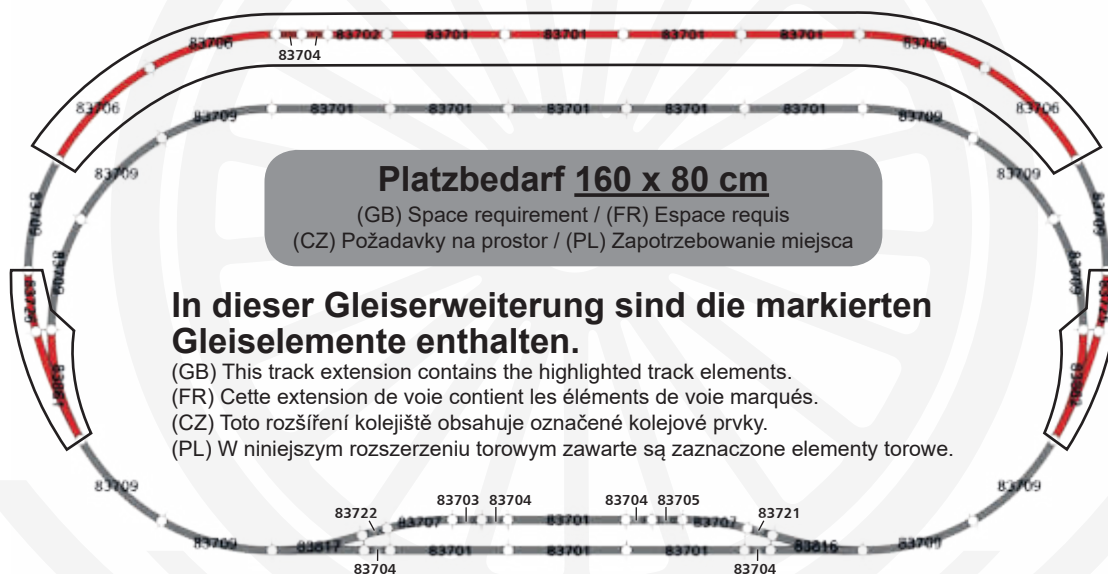 83706 83702 83701 83701 83701 83701 83706
83704
83706 83706
83709 83701 83701 83701 83701 83701 83709
83709 83709
Platzbedarf 160 x 80 cm
(GB) Space requirement / (FR) Espace requis
(CZ) Požadavky na prostor / (PL) Zapotrzebowanie miejsca
83709 83709
83709 83709
In dieser Gleiserweiterung sind die markierten
Gleiselemente enthalten.
(GB) This track extension contains the highlighted track elements.
(FR) Cette extension de voie contient les éléments de voie marqués.
(CZ) Toto rozšíření kolejiště obsahuje označené kolejové prvky.
(PL) W niniejszym rozszerzeniu torowym zawarte są zaznaczone elementy torowe.
83709 83709
83703 83704 83704 83705
83722 83721
83707 83701 83707
83709 83817 83701 83701 83816 83709
83704 83704